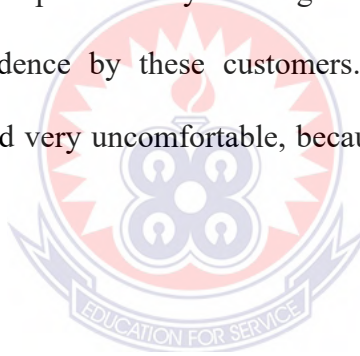 dence by these customers.
d very uncomfortable, becau
EDUCATION FOR SERVICE